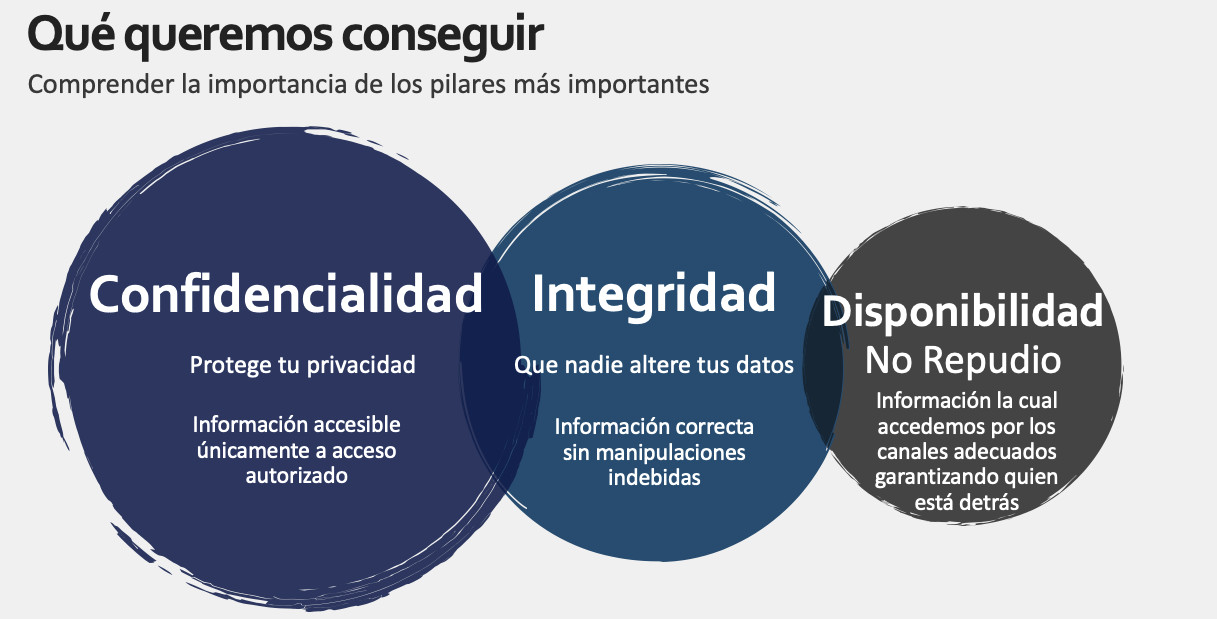 Qué queremos conseguir
Comprender la importancia de los pilares más importantes
Confidencialidad
Protege tu privacidad
Información accesible
únicamente a acceso
autorizado
Integridad
Que nadie altere tus datos
Información correcta
sin manipulaciones
indebidas
Disponibilidad
No Repudio
Información la cual
accedemos por los
canales adecuados
garantizando quien
está detrás